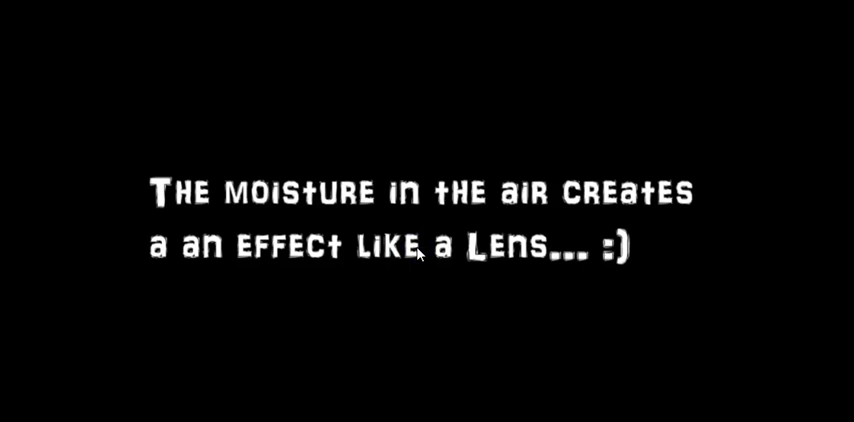 The moisture in the air creates
a an effect like a Lens... :)